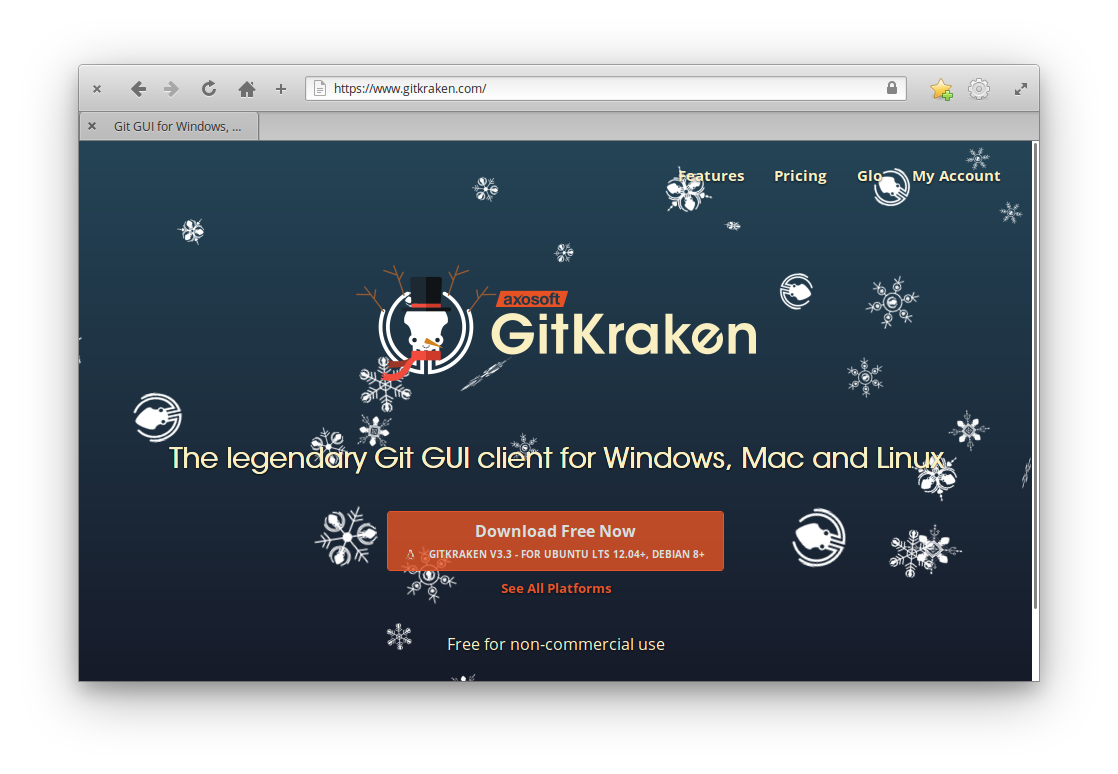 https://www.gitkraken.com/
Git GUI for Windows, ...
Features Pricing Glo My Account
axosoft
GitKraken
The legendary Git GUI client for Windows, Mac and Linux
Download Free Now
GITKRAKEN V3.3 - FOR UBUNTU LTS 12.04+, DEBIAN 8+
See All Platforms
Free for non-commercial use